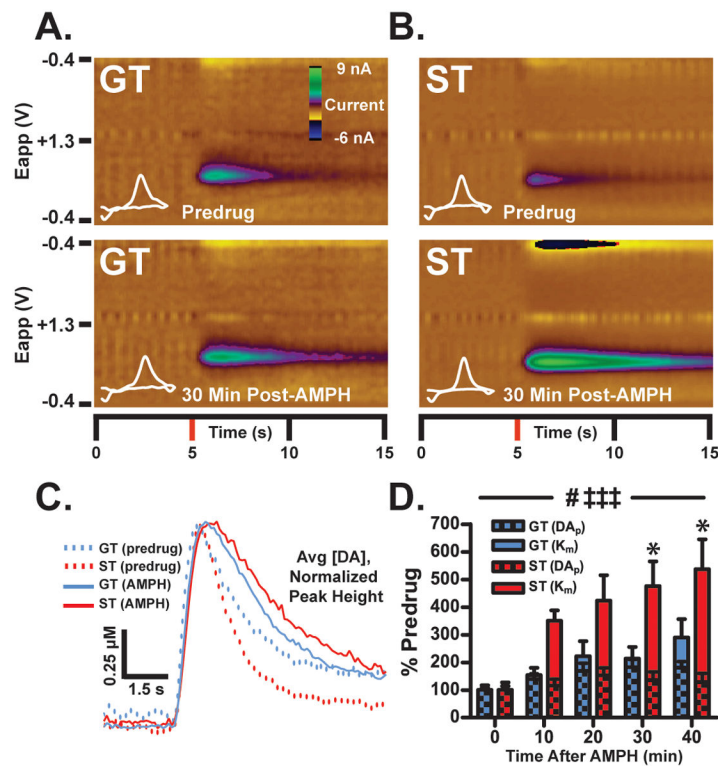 A.
B.
-0.4
GT
9 nA
Current
-6 nA
ST
Eapp (V)
+1.3
-0.4
Predrug
Predrug
-0.4
GT
ST
Eapp (V)
+1.3
-0.4
30 Min Post-AMPH
30 Min Post-AMPH
0 5 Time (s) 10 15
0 5 Time (s) 10 15
C.
GT (predrug)
ST (predrug)
GT (AMPH)
ST (AMPH)
Avg [DA],
Normalized
Peak Height
0.25 µM
1.5 s
D.
# ‡‡‡
GT (DAp)
GT (Km)
ST (DAp)
ST (Km)
* *
% Predrug
700
600
500
400
300
200
100
0
0 10 20 30 40
Time After AMPH (min)